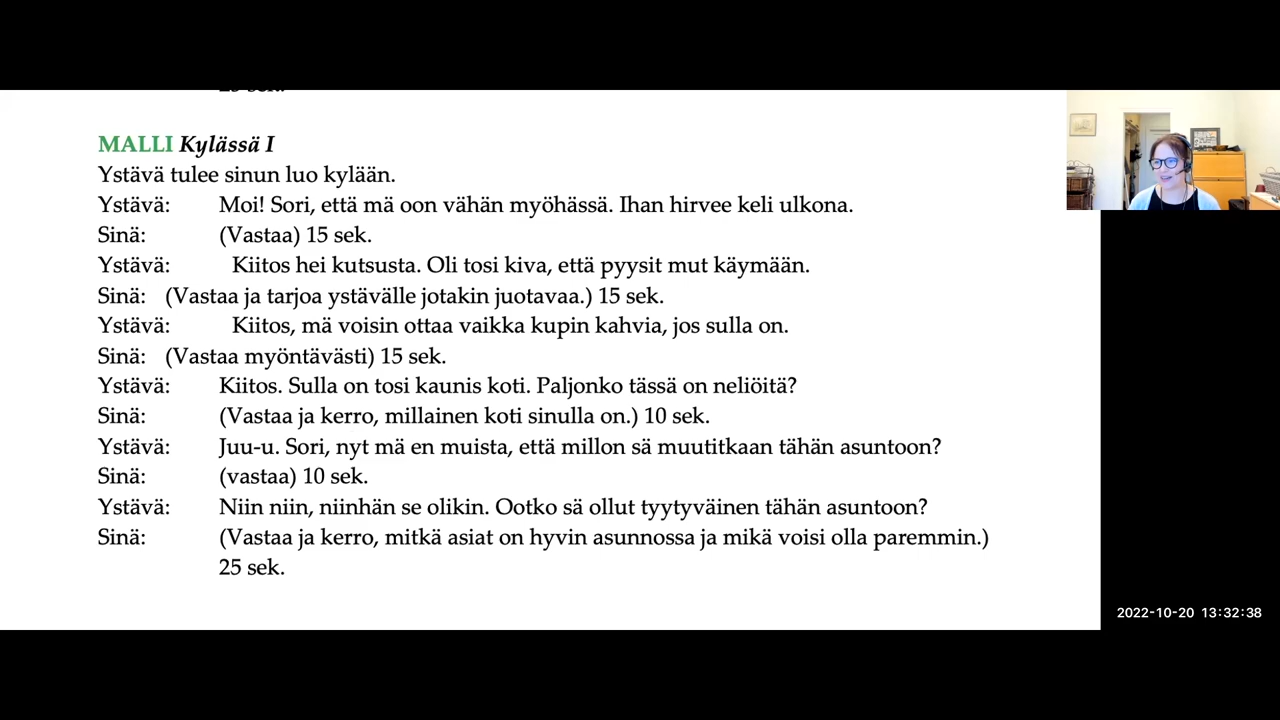 MALLI Kylässä I
Ystävä tulee sinun luo kylään.
Ystävä: Moi! Sori, että mä oon vähän myöhässä. Ihan hirvee keli ulkona.
Sinä: (Vastaa) 15 sek.
Ystävä: Kiitos hei kutsusta. Oli tosi kiva, että pyysit mut käymään.
Sinä: (Vastaa ja tarjoa ystävälle jotakin juotavaa.) 15 sek.
Ystävä: Kiitos, mä voisin ottaa vaikka kupin kahvia, jos sulla on.
Sinä: (Vastaa myöntävästi) 15 sek.
Ystävä: Kiitos. Sulla on tosi kaunis koti. Paljonko tässä on neliöitä?
Sinä: (Vastaa ja kerro, millainen koti sinulla on.) 10 sek.
Ystävä: Juu-u. Sori, nyt mä en muista, että millon sä muutitkaan tähän asuntoon?
Sinä: (vastaa) 10 sek.
Ystävä: Niin niin, niinhän se olikin. Ootko sä ollut tyytyväinen tähän asuntoon?
Sinä: (Vastaa ja kerro, mitkä asiat on hyvin asunnossa ja mikä voisi olla paremmin.)
25 sek.
2022-10-20 13:32:38